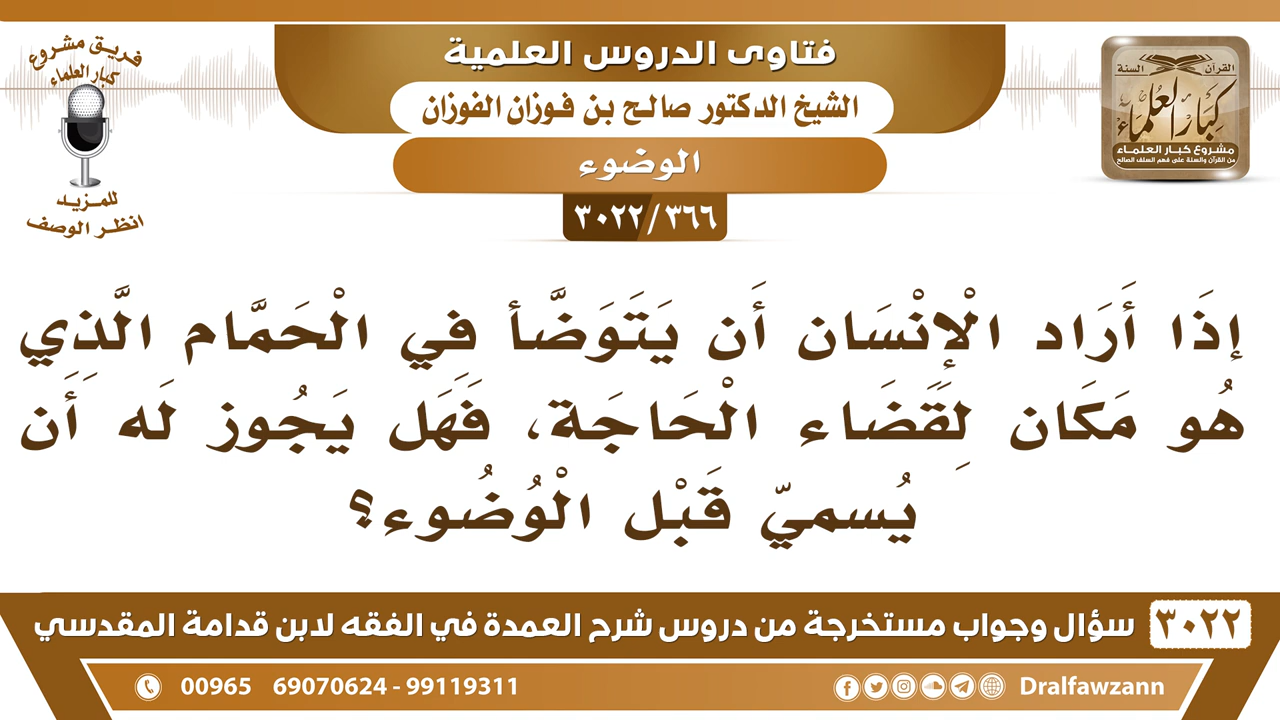 فريق مشروع
كبار العلماء
للمزيد
انظر الوصف
فتاوى الدروس العلمية
الشيخ الدكتور صالح بن فوزان الفوزان
الوضوء
٣٦٦/٣٠٢٢
القرآن السنة
كبار العلماء
مشروع كبار العلماء
من القرآن والسنة على فهم السلف الصالح
إِذَا أَرَاد الْإِنْسَان أَن يَتَوَضَّأ فِي الْحَمَّام الَّذِي
هُو مَكَان لِقَضَاء الْحَاجَة، فَهَل يَجُوز لَه أَن
يُسميّ قَبْل الْوُضُوء؟
٣٠٢٢ سؤال وجواب مستخرجة من دروس شرح العمدة في الفقه لابن قدامة المقدسي
00965 69070624 - 99119311
Dralfawzann